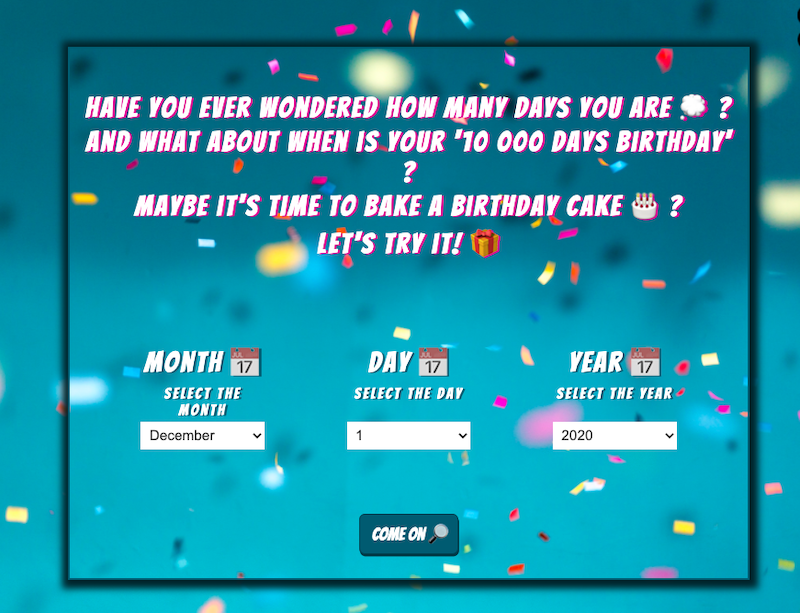 HAVE YOU EVER WONDERED HOW MANY DAYS YOU ARE 💭 ?
AND WHAT ABOUT WHEN IS YOUR '10 000 DAYS BIRTHDAY'
?
MAYBE IT'S TIME TO BAKE A BIRTHDAY CAKE 🎂 ?
LET'S TRY IT! 🎁
MONTH 📅
DAY 📅
YEAR 📅
SELECT THE
MONTH
SELECT THE DAY
SELECT THE YEAR
December
1
2020
COME ON 🔎